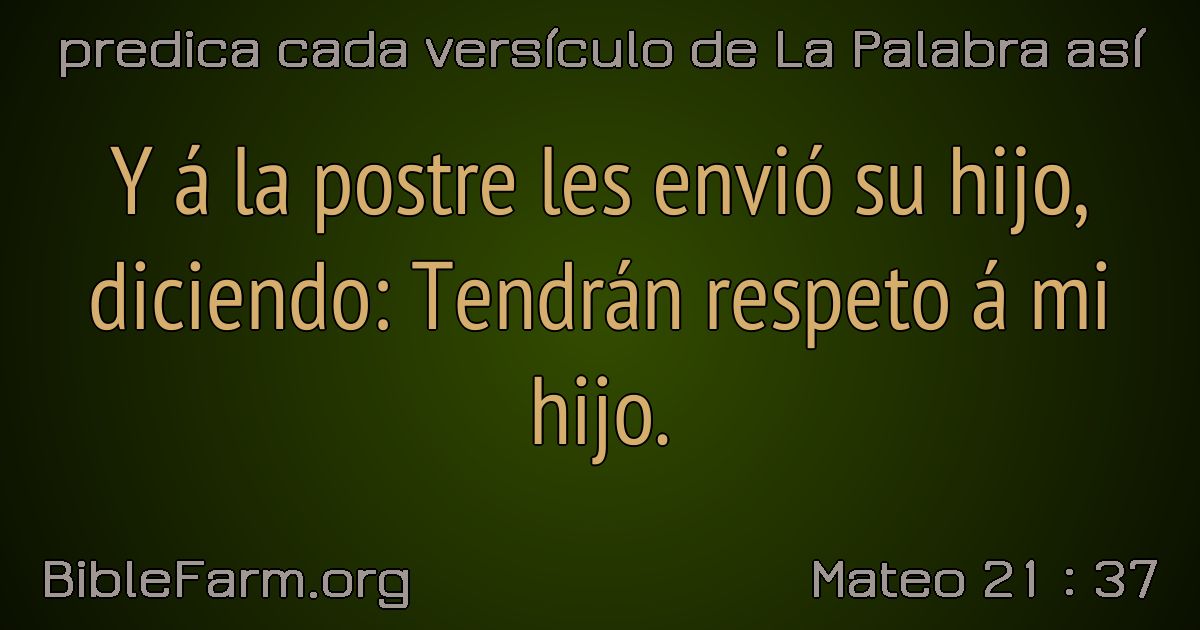 predica cada versículo de La Palabra así
Y á la postre les envió su hijo,
diciendo: Tendrán respeto á mi
hijo.
BibleFarm.org
Mateo 21 : 37